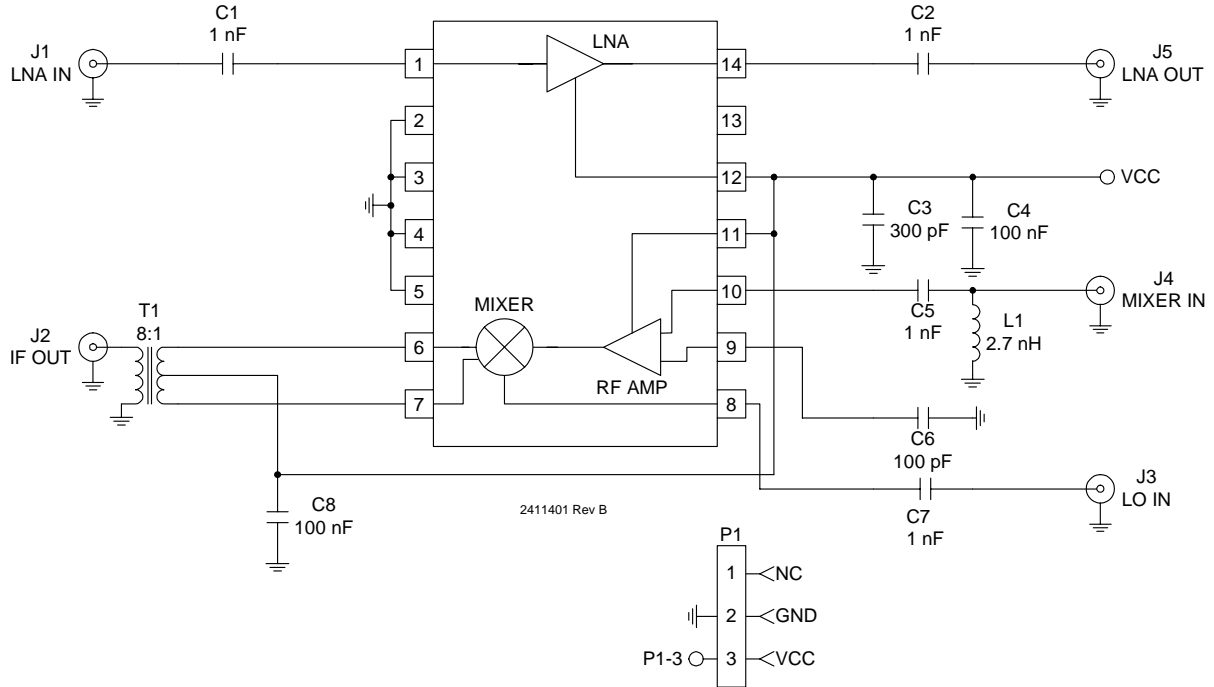 C1
1 nF
C2
1 nF
J1
LNA IN
LNA
J5
LNA OUT
1
14
2
13
3
12
VCC
4
11
C3
300 pF
C4
100 nF
5
10
J4
MIXER IN
C5
1 nF
L1
2.7 nH
MIXER
T1
8:1
J2
IF OUT
6
9
RF AMP
7
8
C6
100 pF
C8
100 nF
2411401 Rev B
J3
LO IN
C7
1 nF
P1
1
NC
2
GND
P1-3
3
VCC